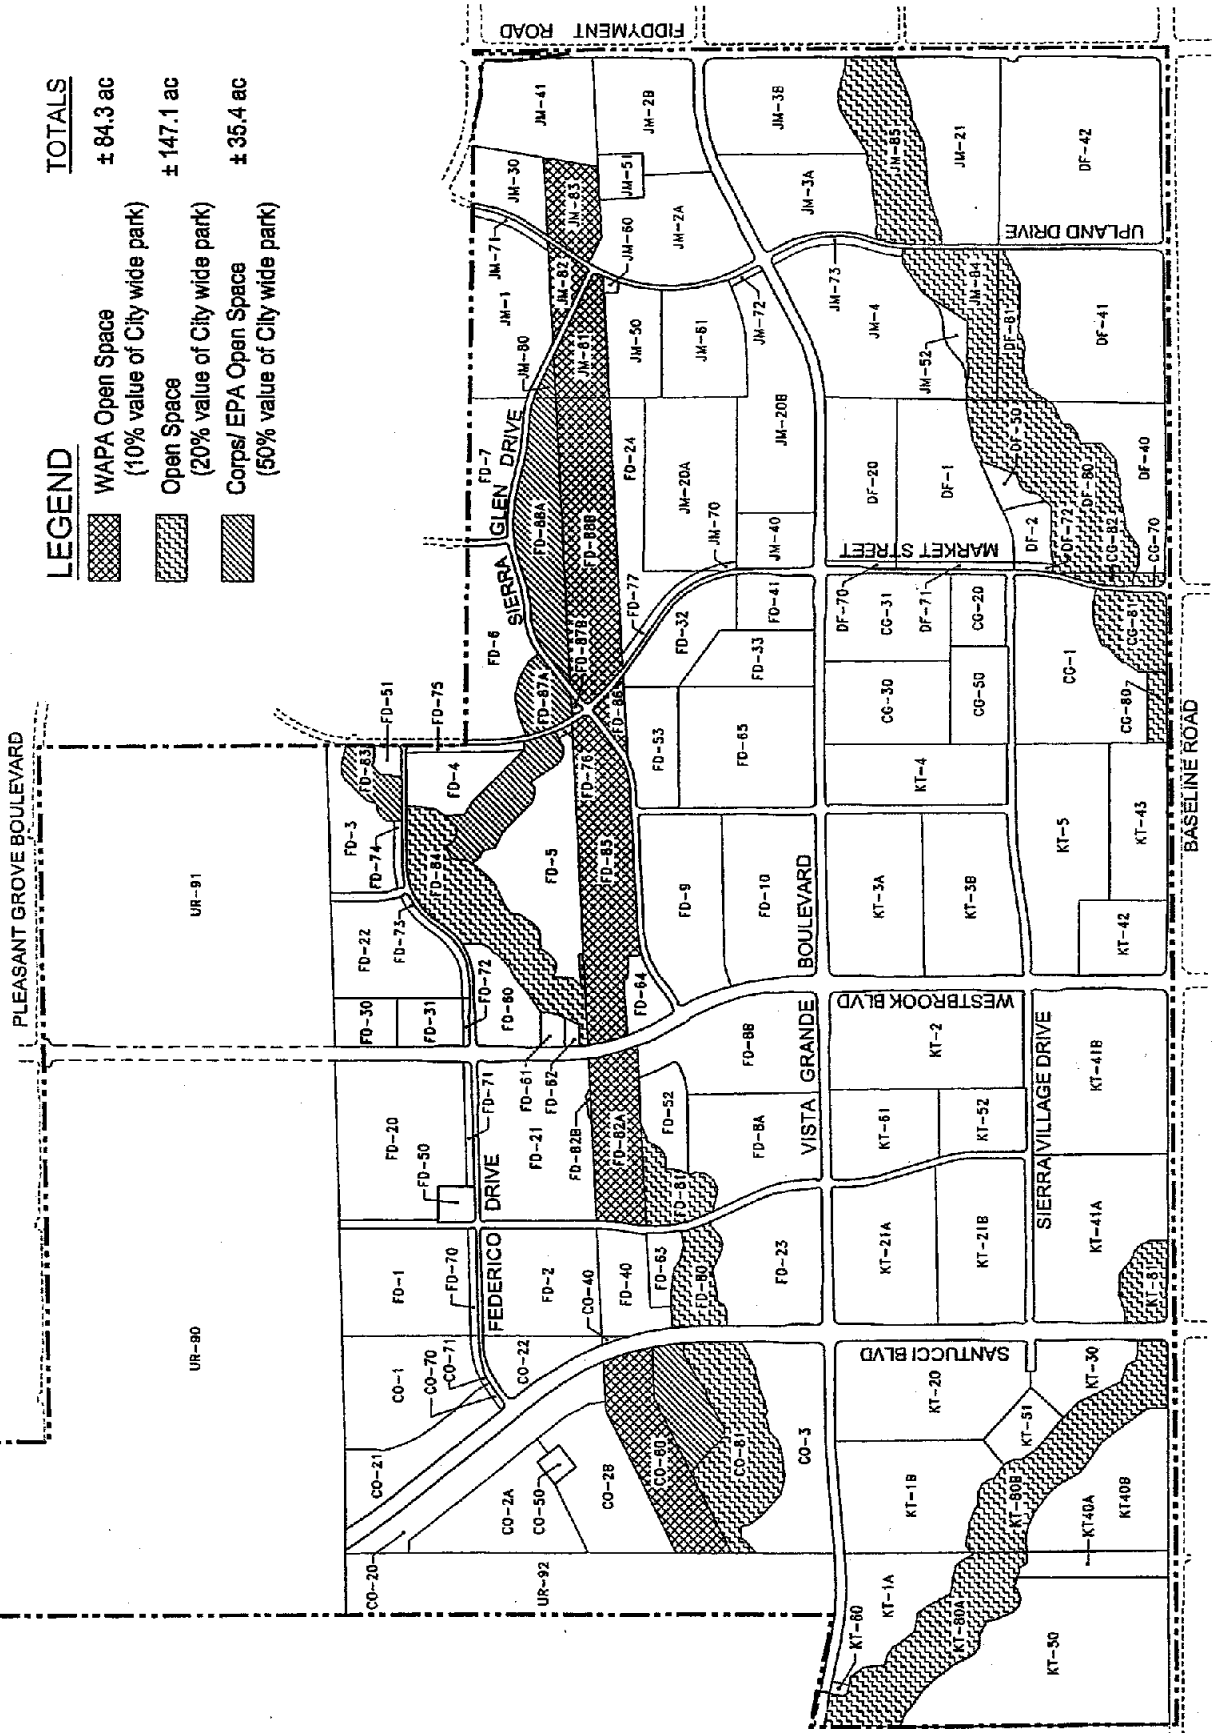 LEGEND
TOTALS
WAPA Open Space
(10% value of City wide park)
± 84.3 ac
Open Space
(20% value of City wide park)
± 147.1 ac
Corps/ EPA Open Space
(50% value of City wide park)
± 35.4 ac
PLEASANT GROVE BOULEVARD
FIDDYMENT ROAD
BASELINE ROAD
SIERRA GLEN DRIVE
FEDERICO DRIVE
VISTA GRANDE BOULEVARD
WESTBROOK BLVD
SANTUCCI BLVD
SIERRA VILLAGE DRIVE
MARKET STREET
UPLAND DRIVE
UR-91
UR-90
UR-92
JM-41
JM-30
JM-71
JM-1
JM-80
JM-83
JM-82
JM-81
JM-51
JM-2B
JM-60
JM-2A
JM-50
JM-61
JM-72
JM-3B
JM-3A
JM-73
JM-4
JM-85
JM-21
JM-84
JM-52
JM-20B
JM-20A
JM-70
JM-40
DF-42
DF-41
DF-81
DF-50
DF-80
DF-40
DF-20
DF-1
DF-2
DF-72
DF-70
DF-71
CG-82
CG-70
CG-31
CG-20
CG-30
CG-50
CG-1
CG-81
CG-80
FD-7
FD-24
FD-88A
FD-88B
FD-6
FD-87B
FD-87A
FD-77
FD-32
FD-41
FD-33
FD-86
FD-53
FD-65
FD-51
FD-75
FD-83
FD-4
FD-3
FD-74
FD-84
FD-76
FD-5
FD-85
FD-9
FD-10
FD-22
FD-73
FD-72
FD-30
FD-31
FD-60
FD-61
FD-62
FD-64
FD-8B
FD-20
FD-71
FD-50
FD-21
FD-82B
FD-82A
FD-52
FD-8A
FD-81
FD-1
FD-70
FD-2
FD-40
FD-63
FD-80
FD-23
CO-40
CO-1
CO-70
CO-71
CO-22
CO-21
CO-2A
CO-50
CO-2B
CO-80
CO-81
CO-3
CO-20
KT-4
KT-5
KT-43
KT-42
KT-3A
KT-3B
KT-2
KT-41B
KT-61
KT-52
KT-21A
KT-21B
KT-41A
KT-81
KT-20
KT-30
KT-51
KT-1B
KT-80B
KT40A
KT40B
KT-1A
KT-60
KT-80A
KT-50